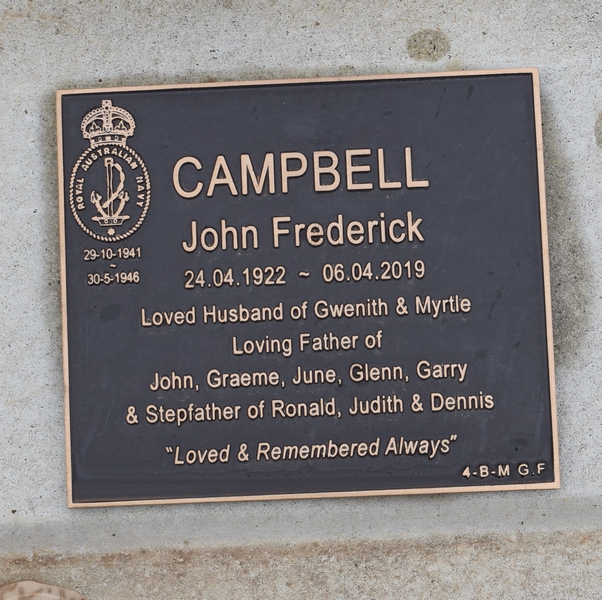 ROYAL AUSTRALIAN NAVY
29-10-1941
~
30-5-1946
CAMPBELL
John Frederick
24.04.1922 ~ 06.04.2019
Loved Husband of Gwenith & Myrtle
Loving Father of
John, Graeme, June, Glenn, Garry
& Stepfather of Ronald, Judith & Dennis
"Loved & Remembered Always"
4-B-M G.F